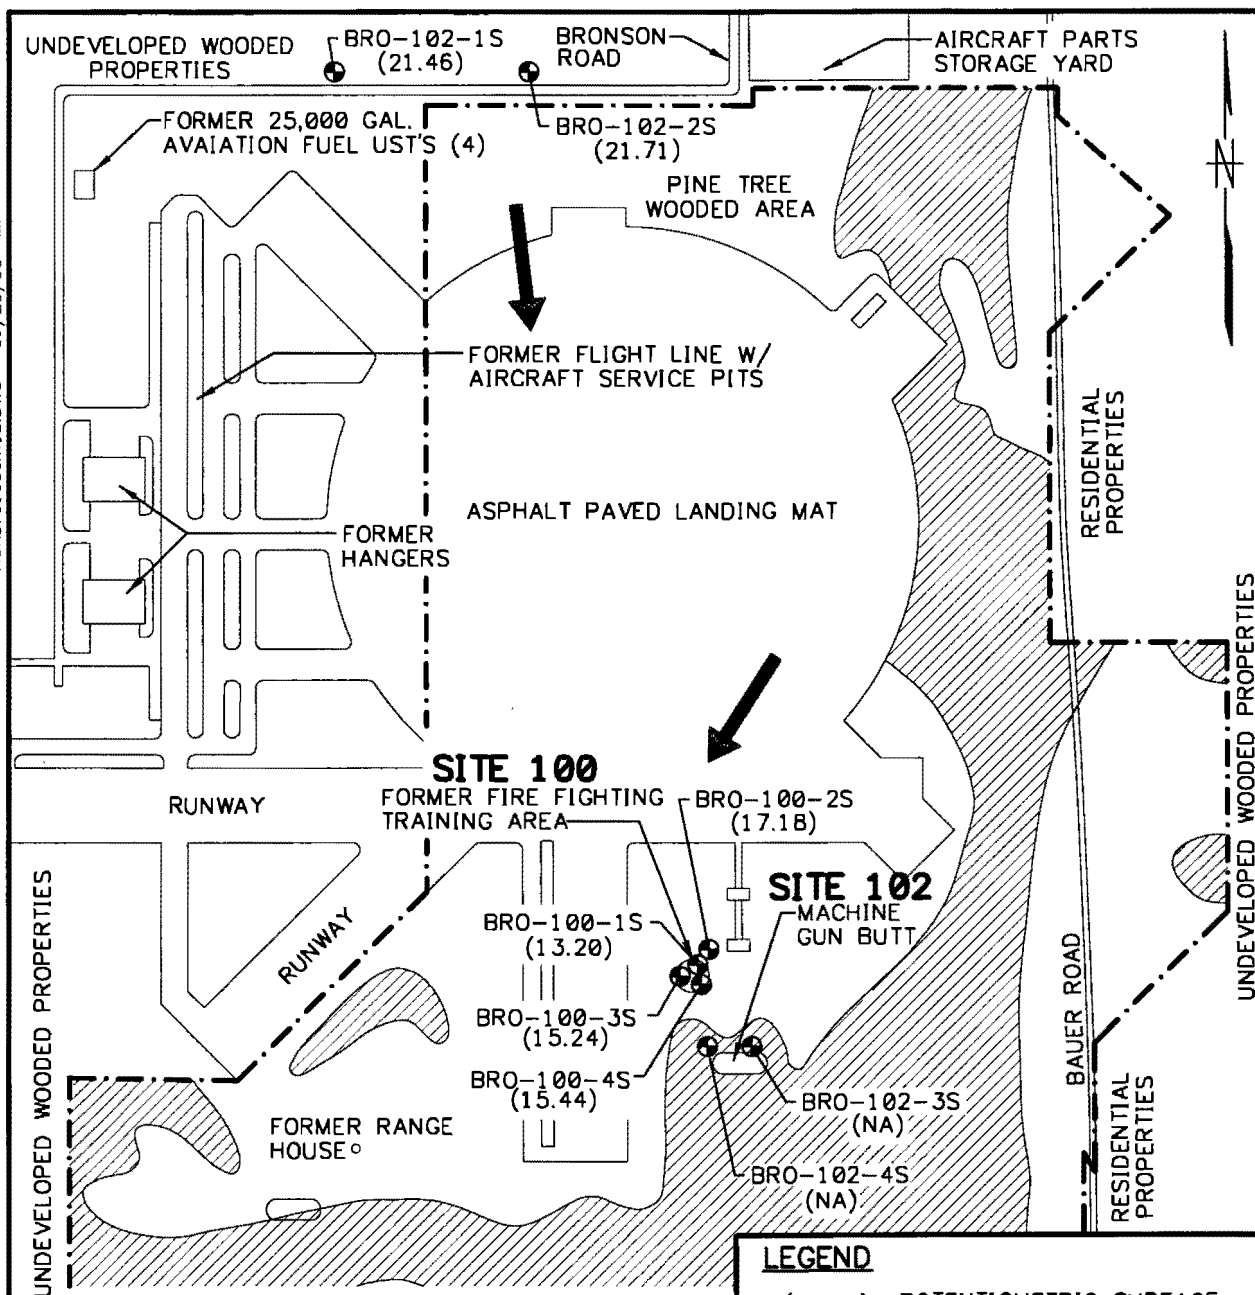 UNDEVELOPED WOODED
PROPERTIES
BRO-102-1S
(21.46)
BRONSON
ROAD
AIRCRAFT PARTS
STORAGE YARD
FORMER 25,000 GAL.
AVAIATION FUEL UST'S (4)
BRO-102-2S
(21.71)
N
PINE TREE
WOODED AREA
FORMER FLIGHT LINE W/
AIRCRAFT SERVICE PITS
RESIDENTIAL
PROPERTIES
ASPHALT PAVED LANDING MAT
FORMER
HANGERS
UNDEVELOPED WOODED PROPERTIES
SITE 100
FORMER FIRE FIGHTING
TRAINING AREA
RUNWAY
BRO-100-2S
(17.18)
SITE 102
MACHINE
GUN BUTT
BRO-100-1S
(13.20)
RUNWAY
UNDEVELOPED WOODED PROPERTIES
BRO-100-3S
(15.24)
BAUER ROAD
BRO-100-4S
(15.44)
BRO-102-3S
(NA)
RESIDENTIAL
PROPERTIES
FORMER RANGE
HOUSE
BRO-102-4S
(NA)
LEGEND
POTENTIOMETRIC SURFACE